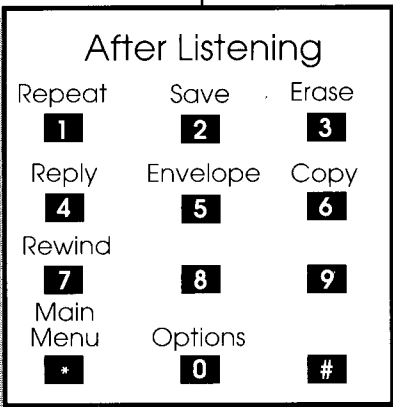 After Listening
Repeat Save Erase
1 2 3
Reply Envelope Copy
4 5 6
Rewind
7 8 9
Main
Menu Options
* 0 #